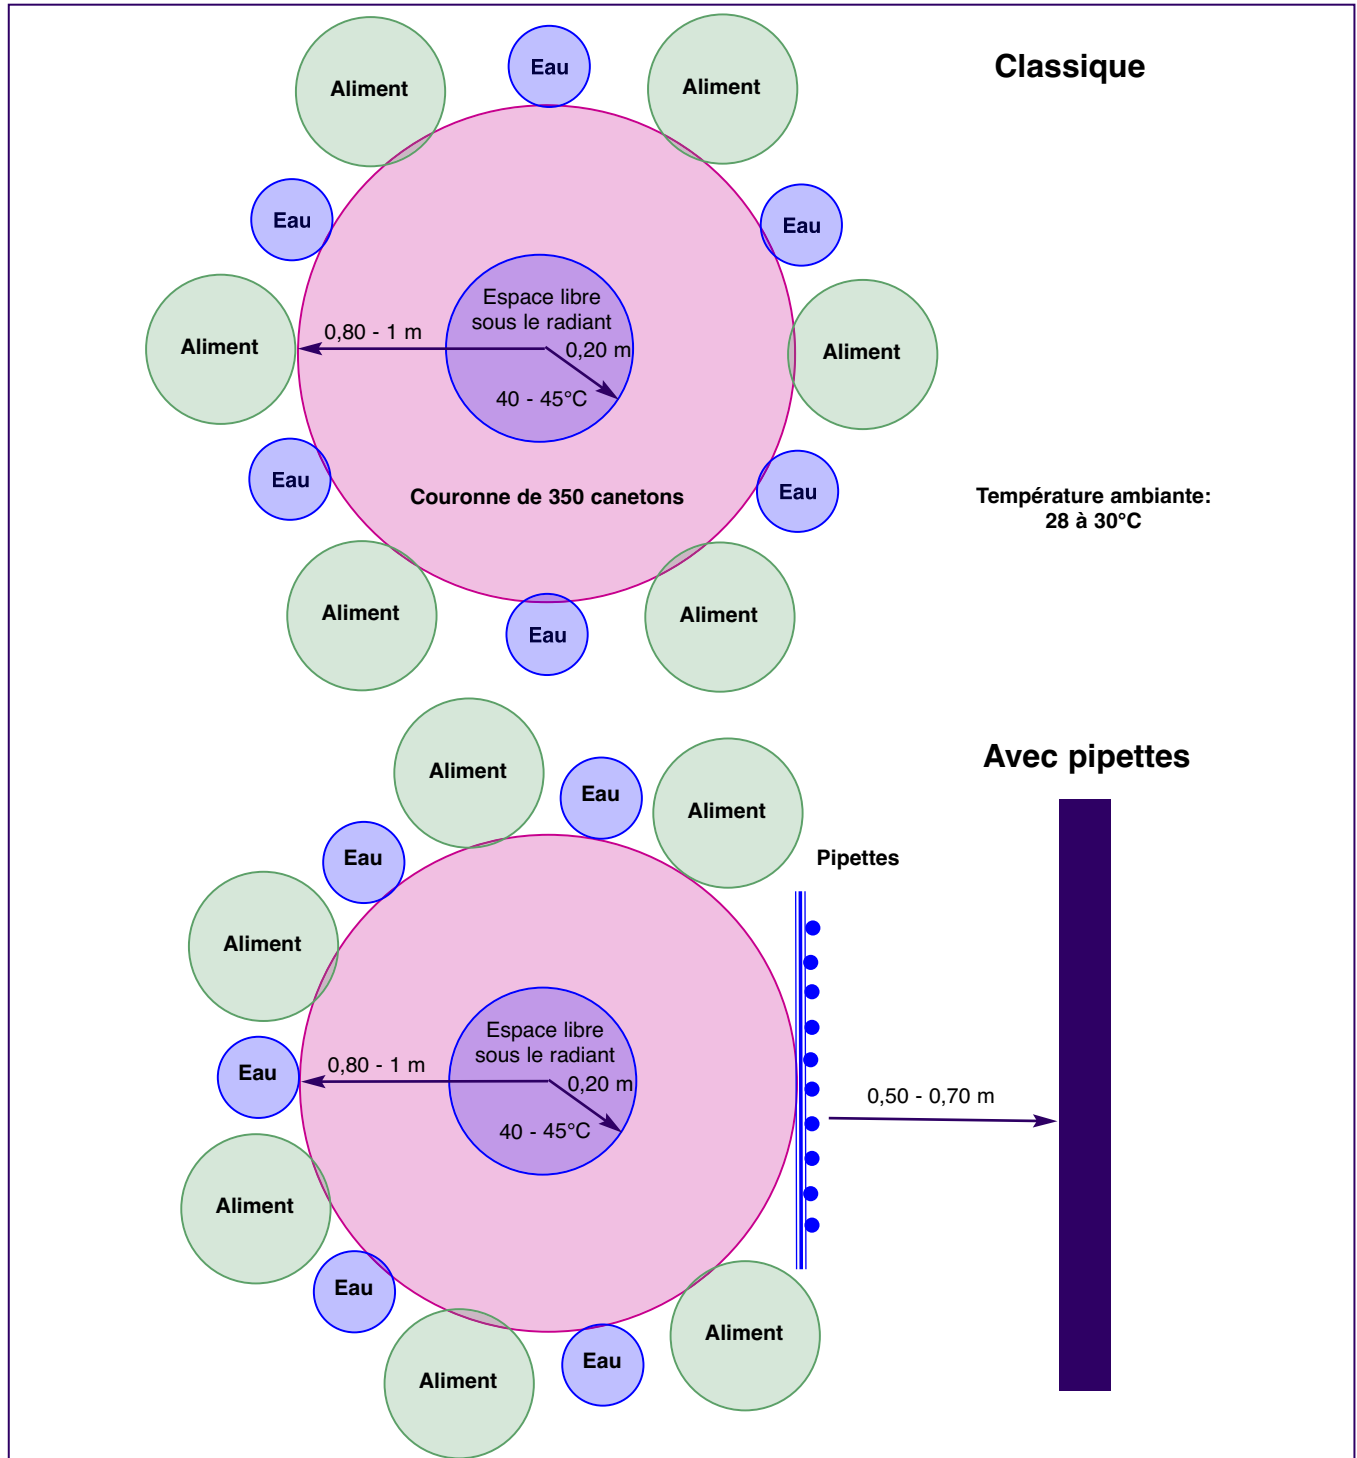 Classique
Eau
Aliment
Aliment
Eau
Eau
Aliment
Espace libre
sous le radiant
0,80 - 1 m
0,20 m
40 - 45°C
Aliment
Eau
Couronne de 350 canetons
Eau
Température ambiante:
28 à 30°C
Aliment
Eau
Aliment
Avec pipettes
Aliment
Eau
Aliment
Eau
Pipettes
Aliment
Espace libre
sous le radiant
Eau
0,80 - 1 m
0,20 m
40 - 45°C
0,50 - 0,70 m
Aliment
Eau
Aliment
Eau
Aliment